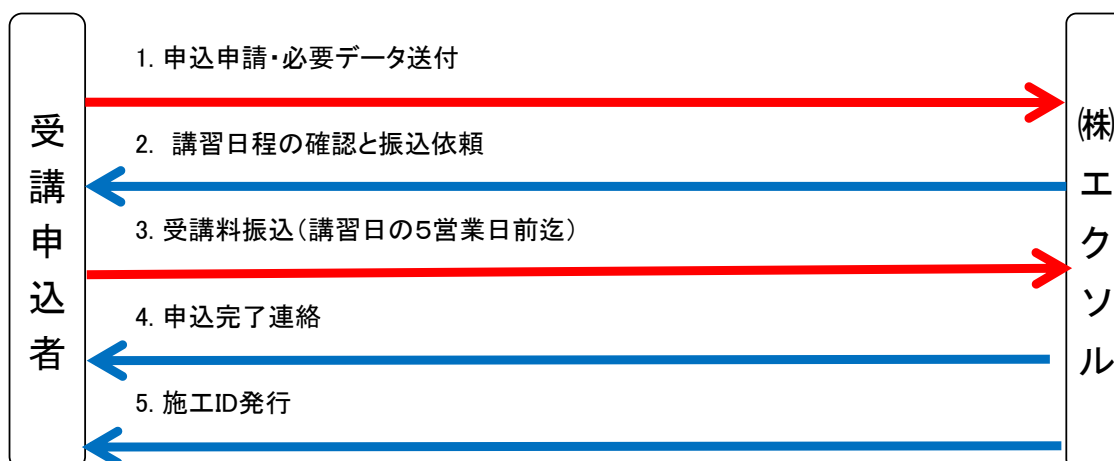 受講申込者
1. 申込申請・必要データ送付
2. 講習日程の確認と振込依頼
3. 受講料振込（講習日の５営業日前迄）
4. 申込完了連絡
5. 施工ID発行
㈱エクソル